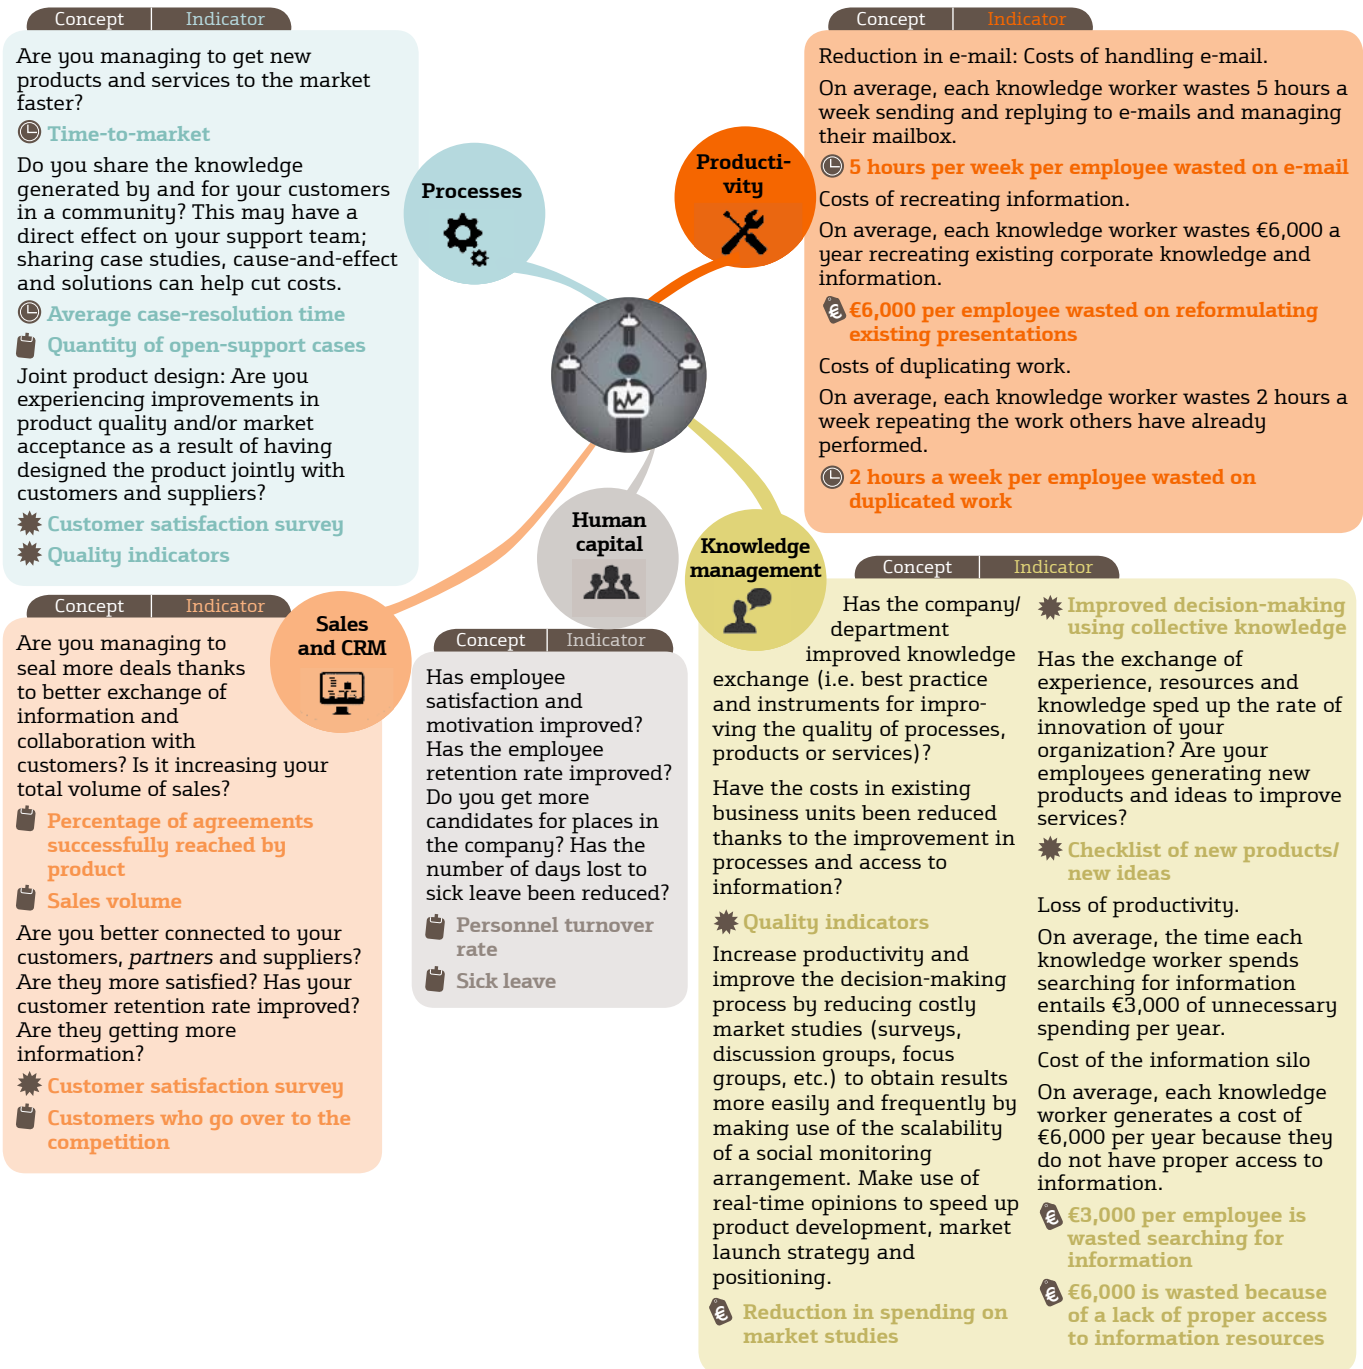 Concept Indicator
Are you managing to get new
products and services to the market
faster?
Time-to-market
Do you share the knowledge
generated by and for your customers
in a community? This may have a
direct effect on your support team;
sharing case studies, cause-and-effect
and solutions can help cut costs.
Average case-resolution time
Quantity of open-support cases
Joint product design: Are you
experiencing improvements in
product quality and/or market
acceptance as a result of having
designed the product jointly with
customers and suppliers?
Customer satisfaction survey
Quality indicators
Processes
Producti-
vity
Concept Indicator
Reduction in e-mail: Costs of handling e-mail.
On average, each knowledge worker wastes 5 hours a
week sending and replying to e-mails and managing
their mailbox.
5 hours per week per employee wasted on e-mail
Costs of recreating information.
On average, each knowledge worker wastes €6,000 a
year recreating existing corporate knowledge and
information.
€6,000 per employee wasted on reformulating
existing presentations
Costs of duplicating work.
On average, each knowledge worker wastes 2 hours a
week repeating the work others have already
performed.
2 hours a week per employee wasted on
duplicated work
Concept Indicator
Sales
and CRM
Are you managing to
seal more deals thanks
to better exchange of
information and
collaboration with
customers? Is it increasing your
total volume of sales?
Percentage of agreements
successfully reached by
product
Sales volume
Are you better connected to your
customers, partners and suppliers?
Are they more satisfied? Has your
customer retention rate improved?
Are they getting more
information?
Customer satisfaction survey
Customers who go over to the
competition
Human
capital
Concept Indicator
Has employee
satisfaction and
motivation improved?
Has the employee
retention rate improved?
Do you get more
candidates for places in
the company? Has the
number of days lost to
sick leave been reduced?
Personnel turnover
rate
Sick leave
Knowledge
management
Concept Indicator
Has the company/
department
improved knowledge
exchange (i.e. best practice
and instruments for impro-
ving the quality of processes,
products or services)?
Have the costs in existing
business units been reduced
thanks to the improvement in
processes and access to
information?
Quality indicators
Increase productivity and
improve the decision-making
process by reducing costly
market studies (surveys,
discussion groups, focus
groups, etc.) to obtain results
more easily and frequently by
making use of the scalability
of a social monitoring
arrangement. Make use of
real-time opinions to speed up
product development, market
launch strategy and
positioning.
Reduction in spending on
market studies
Improved decision-making
using collective knowledge
Has the exchange of
experience, resources and
knowledge sped up the rate of
innovation of your
organization? Are your
employees generating new
products and ideas to improve
services?
Checklist of new products/
new ideas
Loss of productivity.
On average, the time each
knowledge worker spends
searching for information
entails €3,000 of unnecessary
spending per year.
Cost of the information silo
On average, each knowledge
worker generates a cost of
€6,000 per year because they
do not have proper access to
information.
€3,000 per employee is
wasted searching for
information
€6,000 is wasted because
of a lack of proper access
to information resources